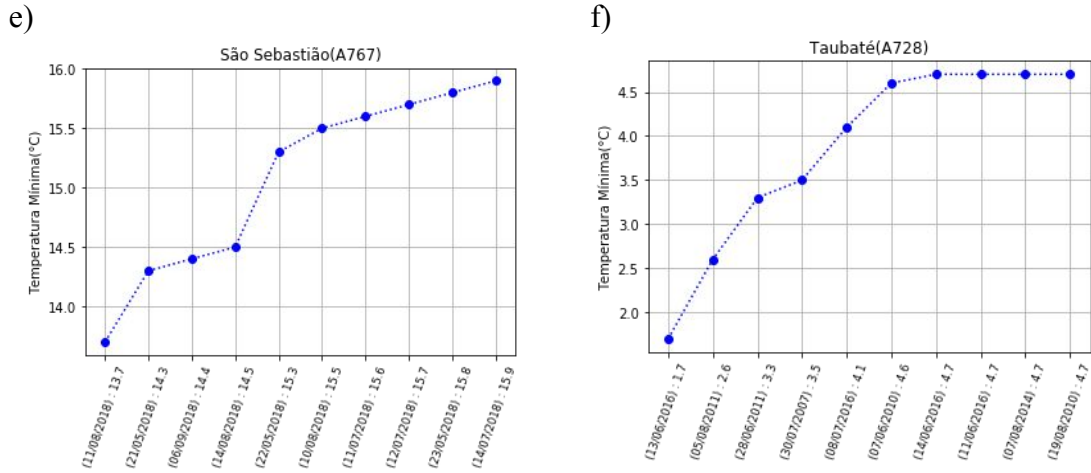 e)
São Sebastião(A767)
Temperatura Mínima(°C)
16.0
15.5
15.0
14.5
14.0
(11/08/2018) : 13.7
(21/05/2018) : 14.3
(06/09/2018) : 14.4
(14/08/2018) : 14.5
(22/05/2018) : 15.3
(10/08/2018) : 15.5
(11/07/2018) : 15.6
(12/07/2018) : 15.7
(23/05/2018) : 15.8
(14/07/2018) : 15.9
f)
Taubaté(A728)
Temperatura Mínima(°C)
4.5
4.0
3.5
3.0
2.5
2.0
(13/06/2016) : 1.7
(05/08/2011) : 2.6
(28/06/2011) : 3.3
(30/07/2007) : 3.5
(08/07/2016) : 4.1
(07/06/2010) : 4.6
(14/06/2016) : 4.7
(11/06/2016) : 4.7
(07/08/2014) : 4.7
(19/08/2010) : 4.7